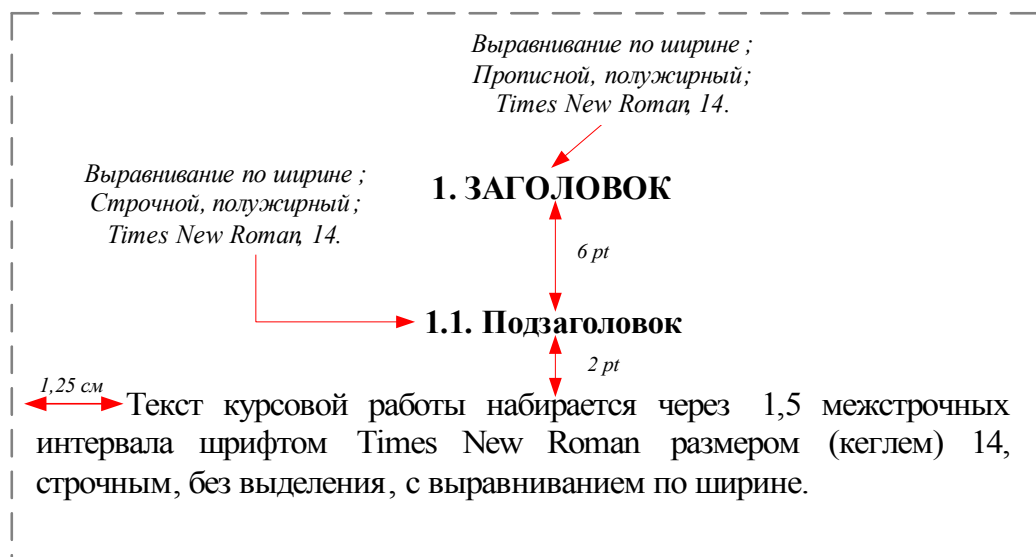 Выравнивание по ширине ;
Прописной, полужирный;
Times New Roman, 14.
Выравнивание по ширине ;
Строчной, полужирный;
Times New Roman, 14.
1. ЗАГОЛОВОК
6 pt
1.1. Подзаголовок
2 pt
1,25 см
Текст курсовой работы набирается через 1,5 межстрочных
интервала шрифтом Times New Roman размером (кеглем) 14,
строчным, без выделения, с выравниванием по ширине.